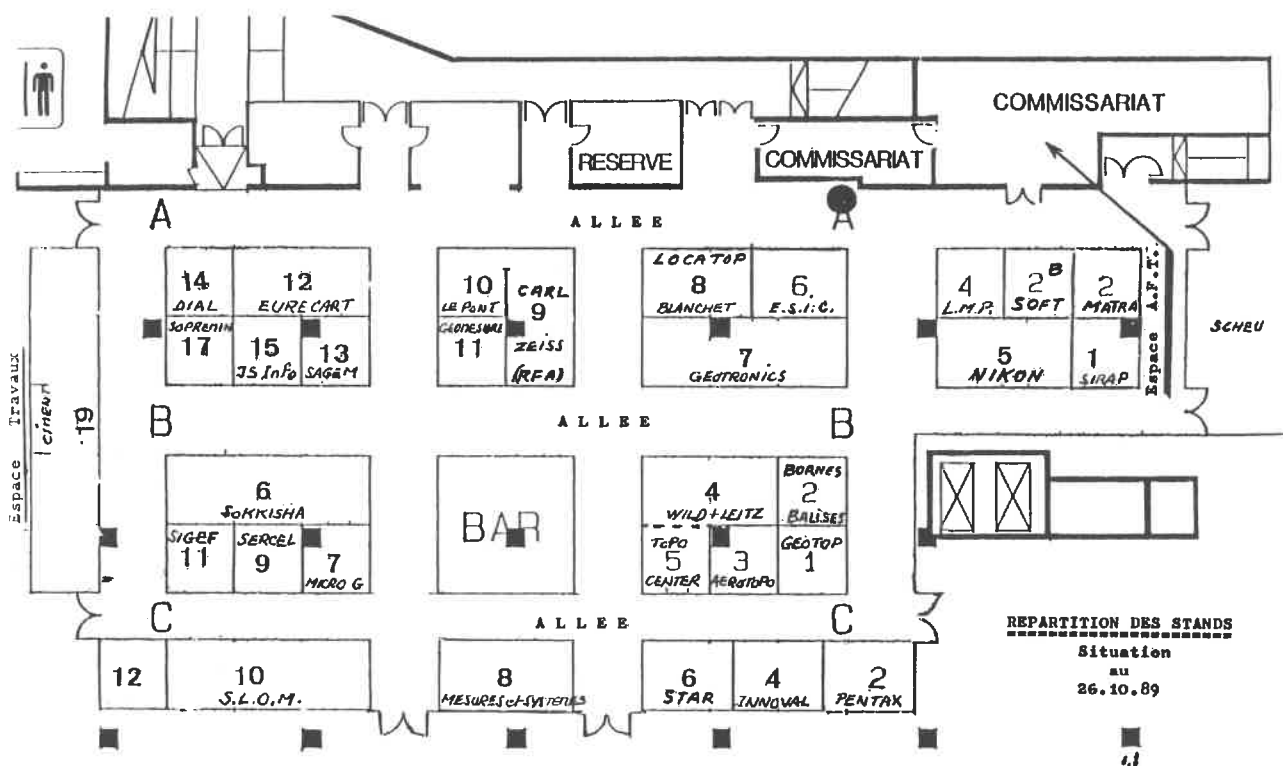 COMMISSARIAT
RESERVE
COMMISSARIAT
A
ALLEE
LOCATOP
14
DIAL
12
EURECART
10
LE PONT
CARL
9
ZEISS
(RFA)
8
BLANCHET
6
E.S.I.C.
4
L.M.P.
2 B
SOFT
2
MATRA
Espace A.F.T.
SCHEU
SOPREMIN
17
15
JS Info
13
SAGEM
GEOMESURE
11
7
GEOTRONICS
5
NIKON
1
SIRAP
Espace Travaux
19
B
ALLEE
B
6
SOKKISHA
BAR
4
WILD+LEITZ
BORNES
2
BALISES
SIGEF
11
SERCEL
9
7
MICRO G
TOPO
5
CENTER
3
AEROTOPO
GEOTOP
1
C
ALLEE
C
12
10
S.L.O.M.
8
MESURES et SYSTEMES
6
STAR
4
INNOVAL
2
PENTAX
REPARTITION DES STANDS
Situation
au
26.10.89